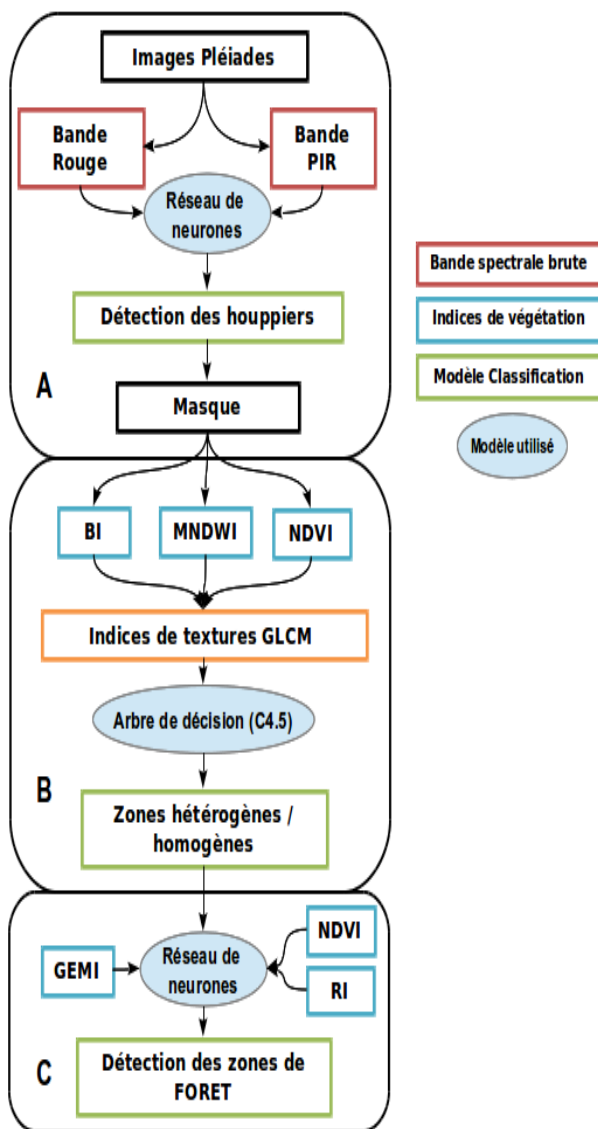 Images Pléiades
Bande
Rouge
Bande
PIR
Réseau de
neurones
Détection des houppiers
A
Masque
Bande spectrale brute
Indices de végétation
Modèle Classification
Modèle utilisé
BI
MNDWI
NDVI
Indices de textures GLCM
Arbre de décision (C4.5)
B
Zones hétérogènes /
homogènes
GEMI
Réseau de
neurones
NDVI
RI
C
Détection des zones de
FORET